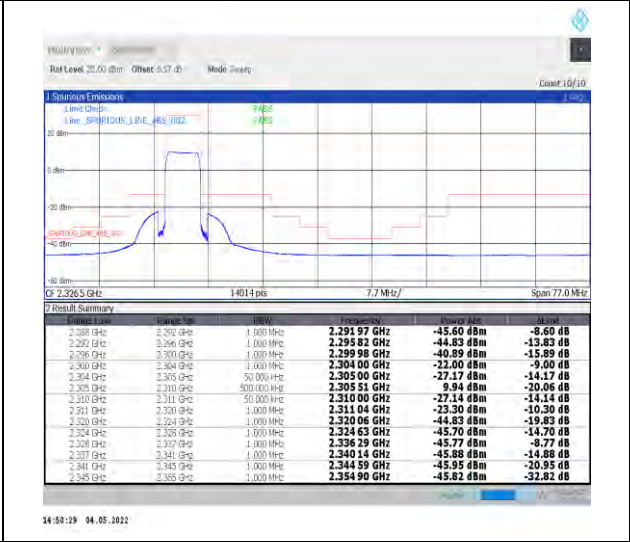 MultiView
Ref Level 25.00 dBm Offset 6.57 dB Mode Sweep
Count 10/10
1 Spurious Emissions
Limit Check PASS
Line _SPURIOUS_LINE_ABS_002 PASS
20 dBm
0 dBm
-20 dBm
-40 dBm
-60 dBm
CF 2.3265 GHz 14014 pts 7.7 MHz/ Span 77.0 MHz
2 Result Summary
Range Low Range Up RBW Frequency Power Abs ΔLimit
2.288 GHz 2.292 GHz 1.000 MHz 2.291 97 GHz -45.60 dBm -8.60 dB
2.292 GHz 2.296 GHz 1.000 MHz 2.295 82 GHz -44.83 dBm -13.83 dB
2.296 GHz 2.300 GHz 1.000 MHz 2.299 98 GHz -40.89 dBm -15.89 dB
2.300 GHz 2.304 GHz 1.000 MHz 2.304 00 GHz -22.00 dBm -9.00 dB
2.304 GHz 2.305 GHz 50.000 kHz 2.305 00 GHz -27.17 dBm -14.17 dB
2.305 GHz 2.310 GHz 500.000 kHz 2.305 51 GHz 9.94 dBm -20.06 dB
2.310 GHz 2.311 GHz 50.000 kHz 2.310 00 GHz -27.14 dBm -14.14 dB
2.311 GHz 2.320 GHz 1.000 MHz 2.311 04 GHz -23.30 dBm -10.30 dB
2.320 GHz 2.324 GHz 1.000 MHz 2.320 06 GHz -44.83 dBm -19.83 dB
2.324 GHz 2.328 GHz 1.000 MHz 2.324 63 GHz -45.70 dBm -14.70 dB
2.328 GHz 2.337 GHz 1.000 MHz 2.336 29 GHz -45.77 dBm -8.77 dB
2.337 GHz 2.341 GHz 1.000 MHz 2.340 14 GHz -45.88 dBm -14.88 dB
2.341 GHz 2.345 GHz 1.000 MHz 2.344 59 GHz -45.95 dBm -20.95 dB
2.345 GHz 2.365 GHz 1.000 MHz 2.354 90 GHz -45.82 dBm -32.82 dB
14:50:29 04.05.2022